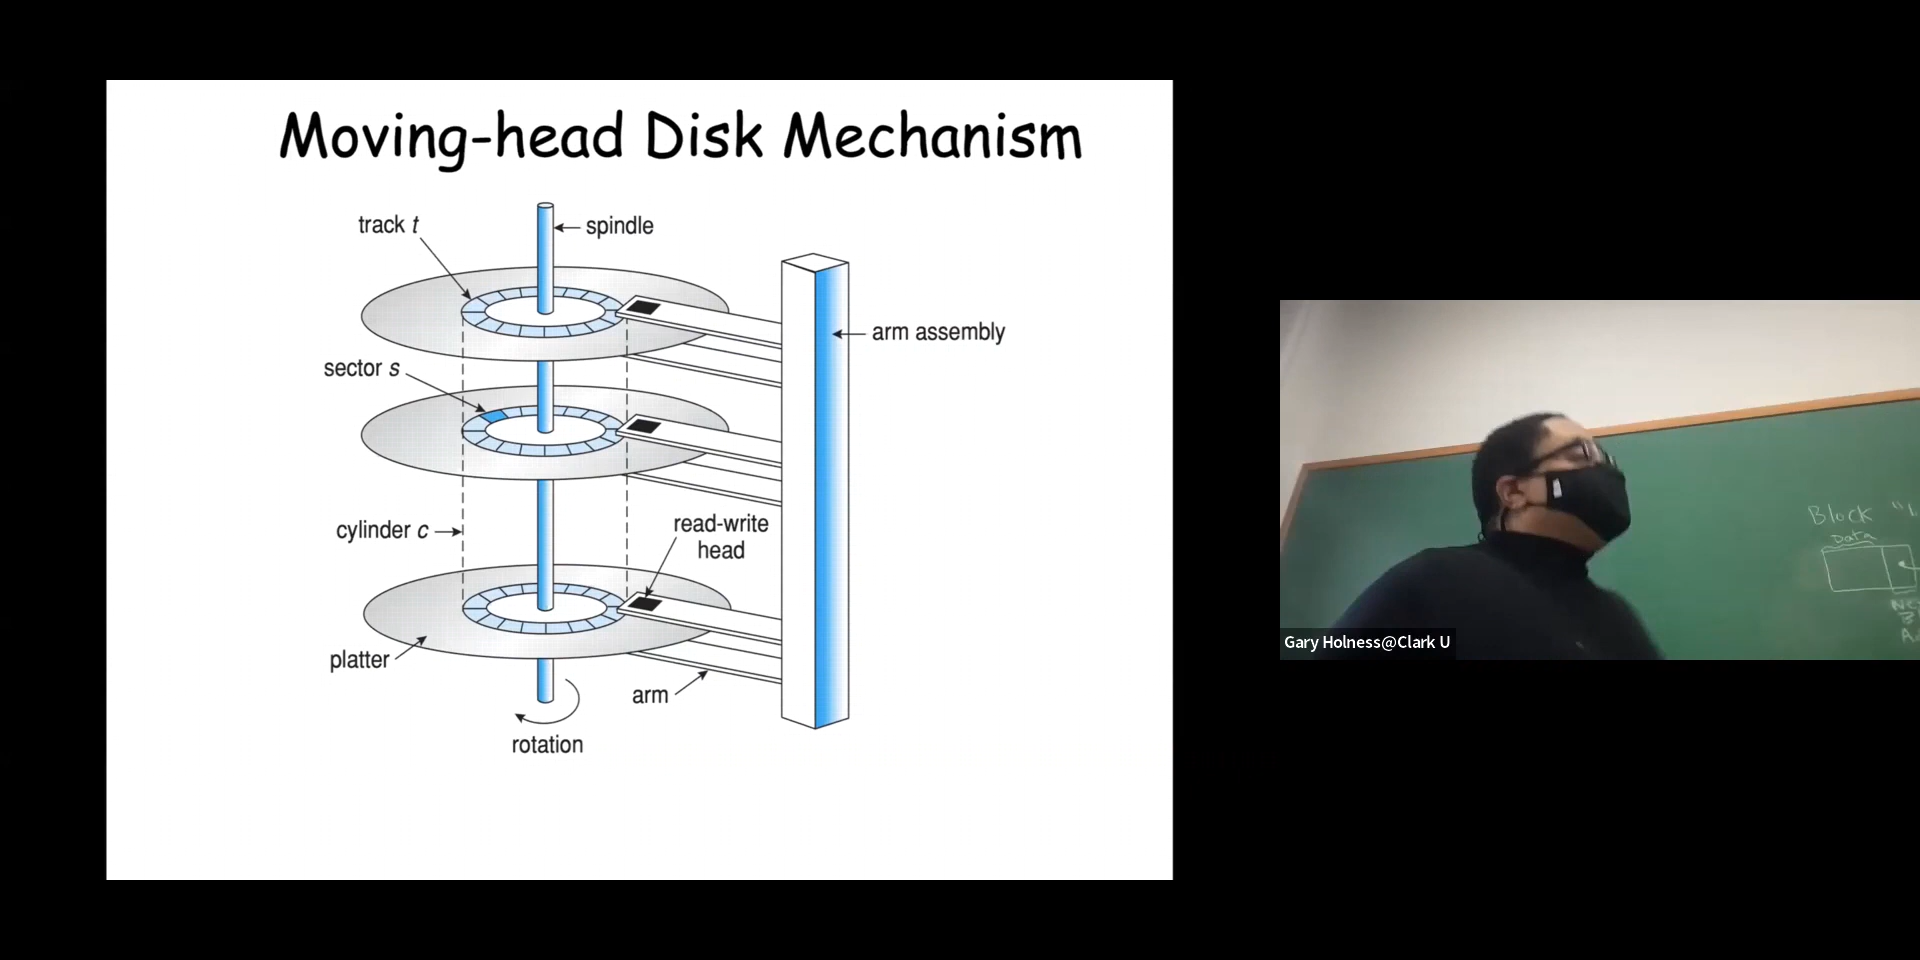 Moving-head Disk Mechanism
track t
spindle
arm assembly
sector s
cylinder c
read-write
head
platter
arm
rotation
Block
Data
Gary Holness@Clark U